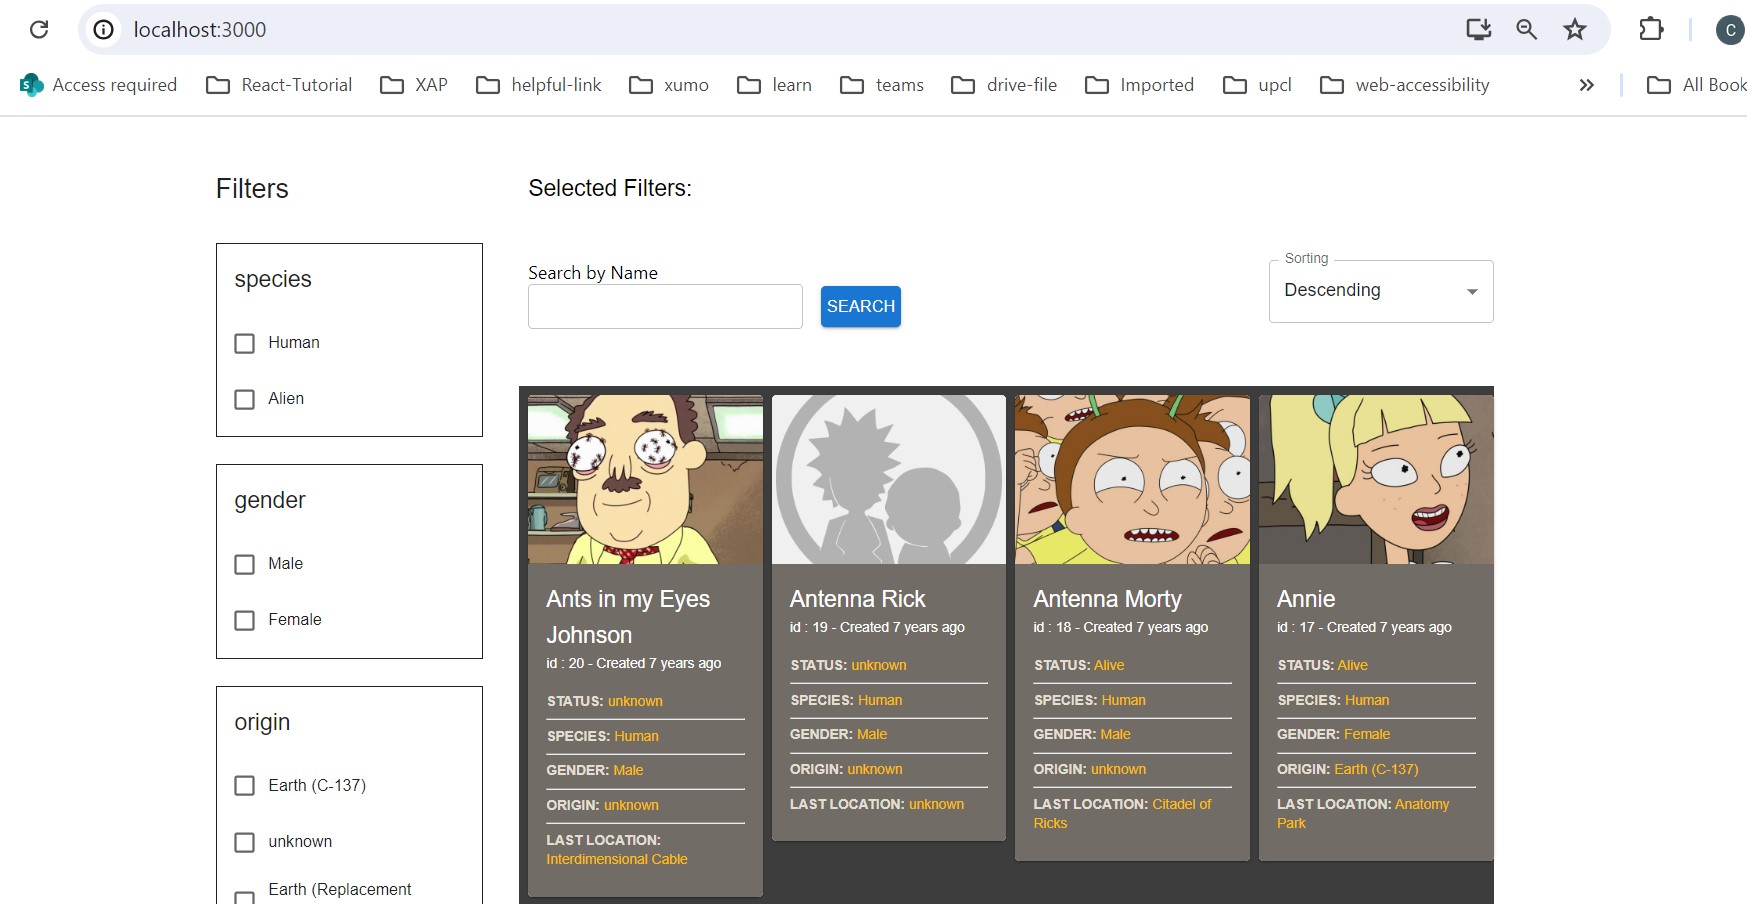 localhost:3000
C
S
Access required
React-Tutorial
XAP
helpful-link
xumo
learn
teams
drive-file
Imported
upcl
web-accessibility
»
All Book
Filters
species
Human
Alien
gender
Male
Female
origin
Earth (C-137)
unknown
Earth (Replacement
Selected Filters:
Search by Name
SEARCH
Sorting
Descending
Ants in my Eyes
Johnson
id : 20 - Created 7 years ago
STATUS: unknown
SPECIES: Human
GENDER: Male
ORIGIN: unknown
LAST LOCATION:
Interdimensional Cable
Antenna Rick
id : 19 - Created 7 years ago
STATUS: unknown
SPECIES: Human
GENDER: Male
ORIGIN: unknown
LAST LOCATION: unknown
Antenna Morty
id : 18 - Created 7 years ago
STATUS: Alive
SPECIES: Human
GENDER: Male
ORIGIN: unknown
LAST LOCATION: Citadel of
Ricks
Annie
id : 17 - Created 7 years ago
STATUS: Alive
SPECIES: Human
GENDER: Female
ORIGIN: Earth (C-137)
LAST LOCATION: Anatomy
Park